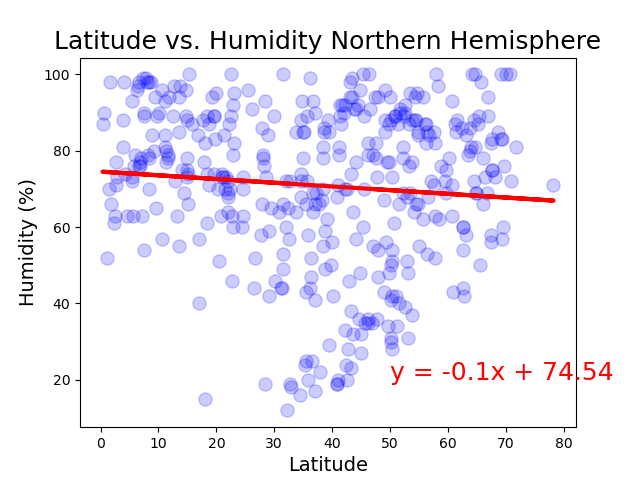 Latitude vs. Humidity Northern Hemisphere
100
80
60
40
20
Humidity (%)
y = -0.1x + 74.54
0 10 20 30 40 50 60 70 80
Latitude